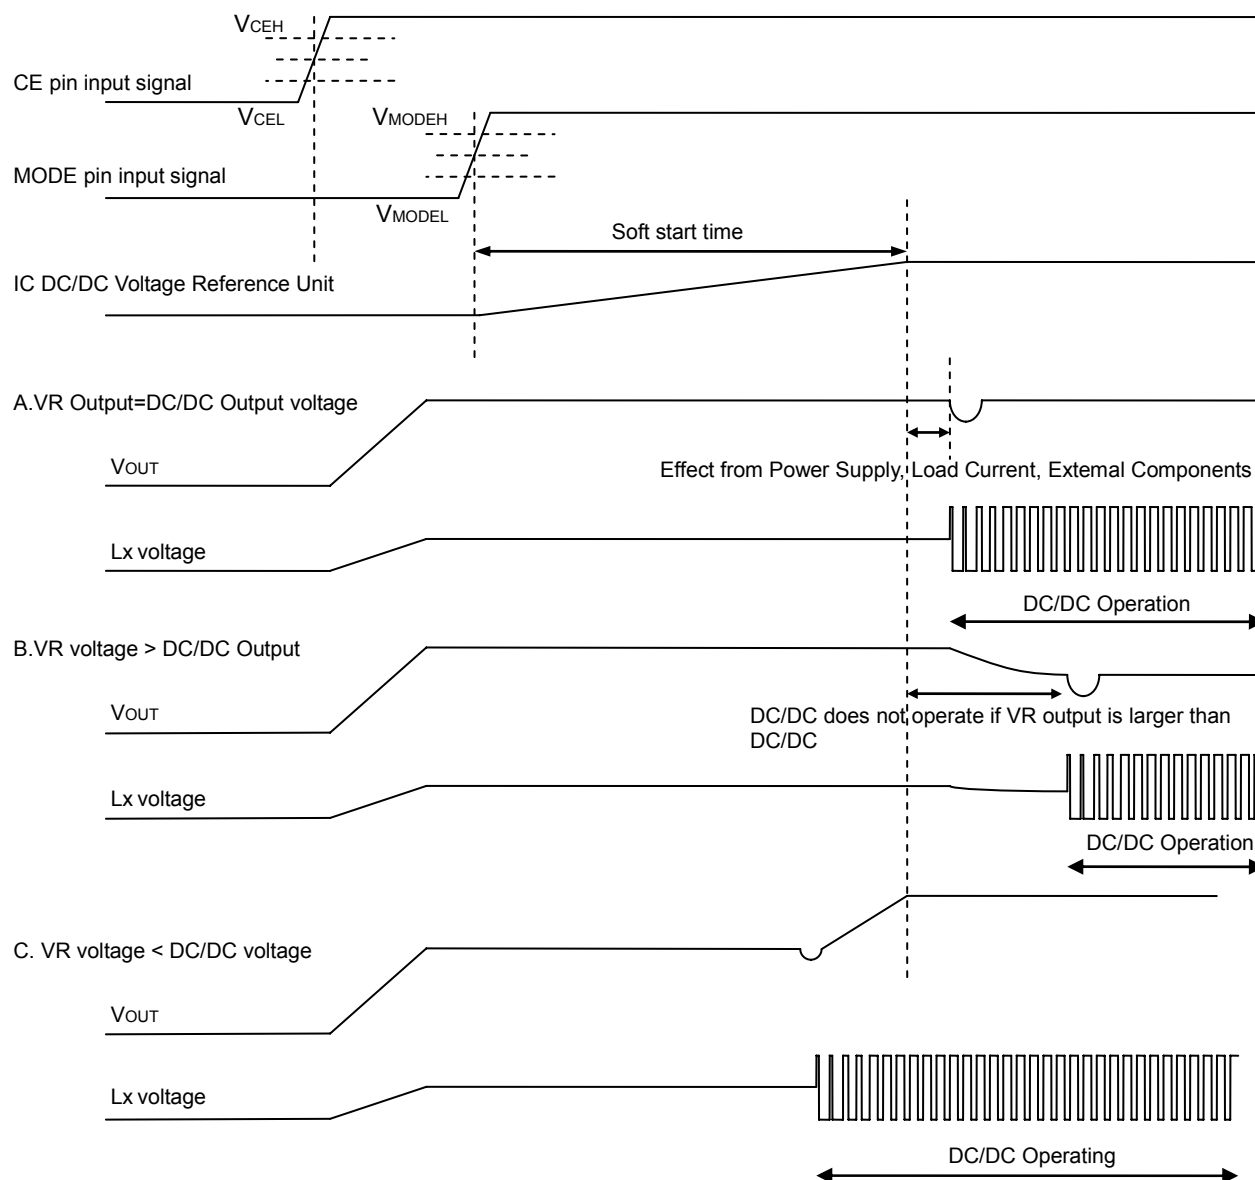 VCEH
CE pin input signal
VCEL
VMODEH
MODE pin input signal
VMODEL
Soft start time
IC DC/DC Voltage Reference Unit
A.VR Output=DC/DC Output voltage
VOUT
Effect from Power Supply, Load Current, External Components
Lx voltage
DC/DC Operation
B.VR voltage > DC/DC Output
VOUT
DC/DC does not operate if VR output is larger than
DC/DC
Lx voltage
DC/DC Operation
C. VR voltage < DC/DC voltage
VOUT
Lx voltage
DC/DC Operating